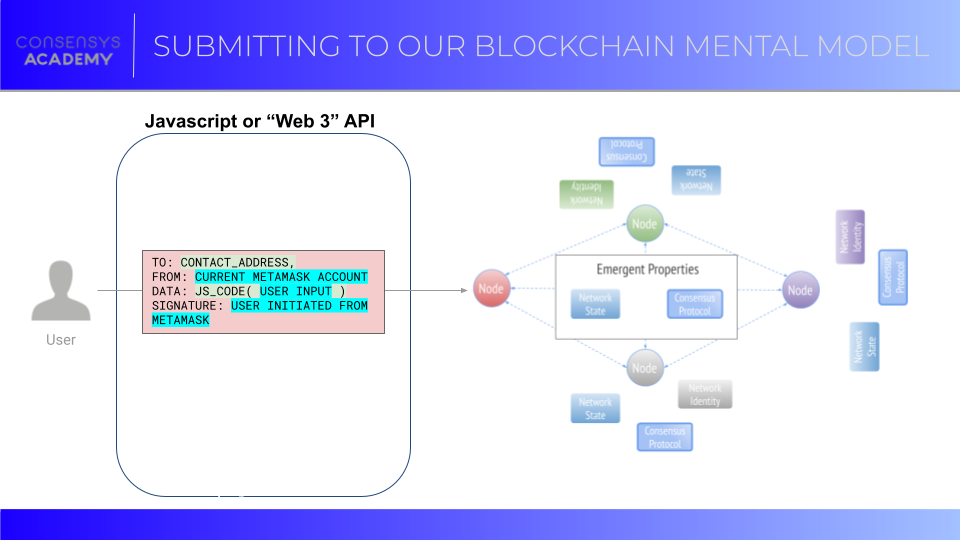 CONSENSYS
ACADEMY
SUBMITTING TO OUR BLOCKCHAIN MENTAL MODEL
Javascript or “Web 3” API
TO: CONTACT_ADDRESS,
FROM: CURRENT METAMASK ACCOUNT
DATA: JS_CODE( USER INPUT )
SIGNATURE: USER INITIATED FROM
METAMASK
User
Consensus
Protocol
Network
State
Network
Identity
Node
Node
Emergent Properties
Network
State
Consensus
Protocol
Node
Network
Identity
Consensus
Protocol
Network
State
Node
Network
Identity
Network
State
Consensus
Protocol